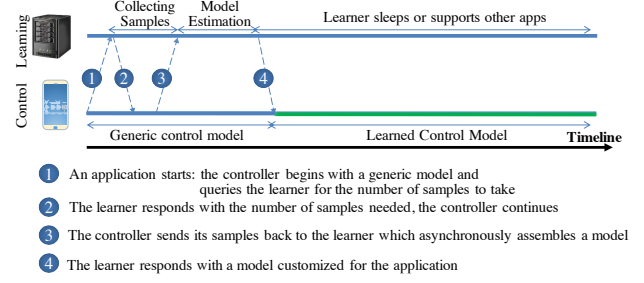 Collecting Samples
Model Estimation
Learner sleeps or supports other apps
Learning
1
2
3
4
Control
Generic control model
Learned Control Model
Timeline
1 An application starts: the controller begins with a generic model and
queries the learner for the number of samples to take
2 The learner responds with the number of samples needed, the controller continues
3 The controller sends its samples back to the learner which asynchronously assembles a model
4 The learner responds with a model customized for the application